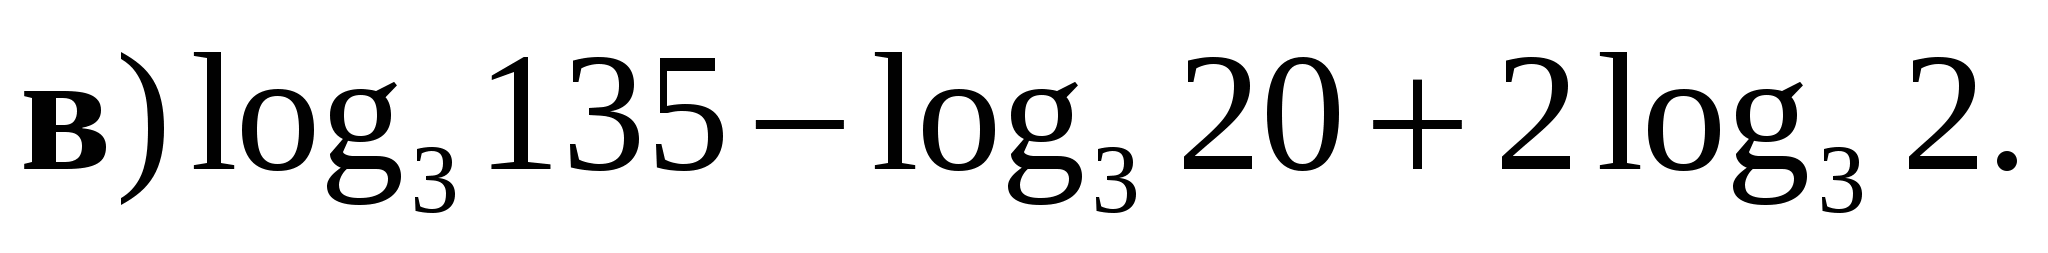 в) log₃ 135 − log₃ 20 + 2 log₃ 2.